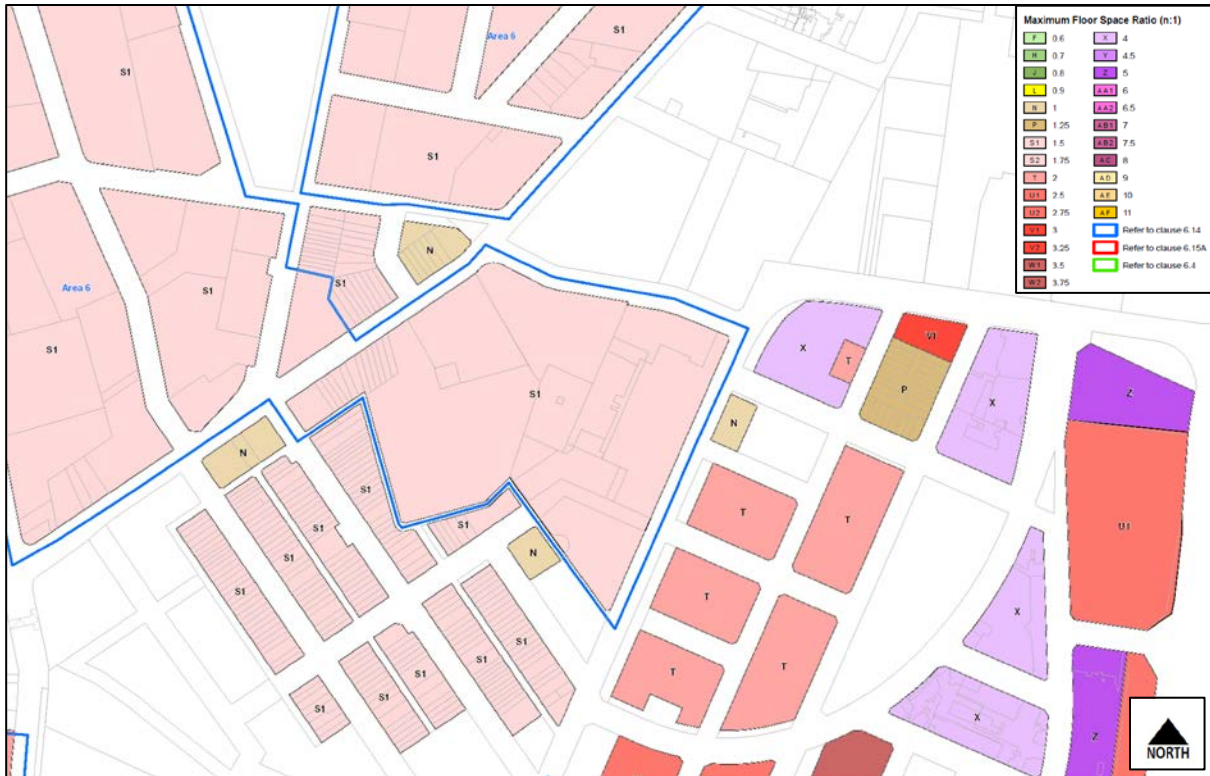 S1
Area 6
S1
S1
S1
S1
N
S1
Area 6
S1
S1
S1
N
S1
S1
S1
S1
S1
N
S1
S1
S1
S1
S1
X
T
V1
P
X
N
Z
T
T
U1
T
X
T
T
X
Z
Maximum Floor Space Ratio (n:1)
F 0.6
H 0.7
J 0.8
L 0.9
N 1
P 1.25
S1 1.5
S2 1.75
T 2
U1 2.5
U2 2.75
V1 3
V2 3.25
W1 3.5
W2 3.75
X 4
Y 4.5
Z 5
AA1 6
AA2 6.5
AB1 7
AB2 7.5
AC 8
AD 9
AE 10
AF 11
Refer to clause 6.14
Refer to clause 6.15A
Refer to clause 6.4
NORTH